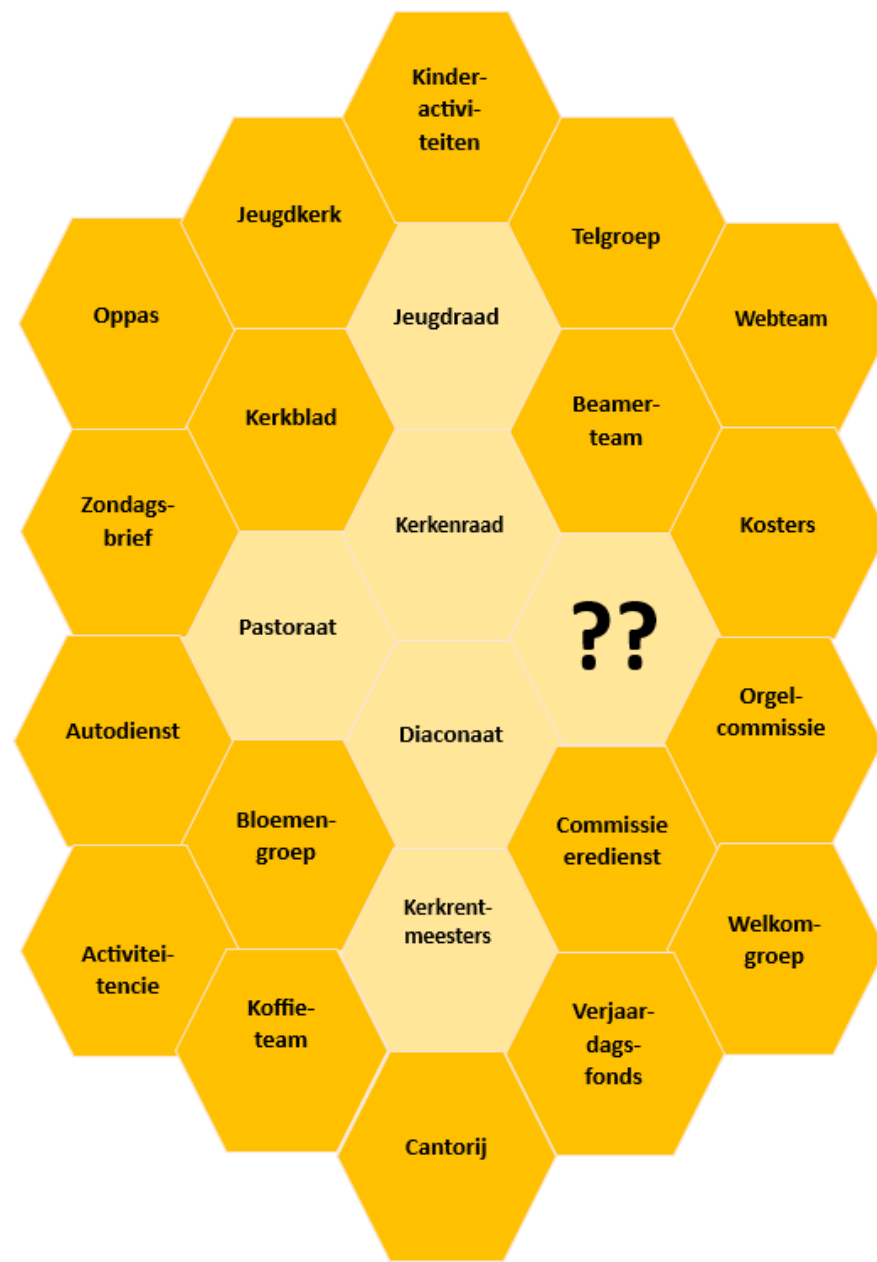 Kinder-
activi-
teiten
Jeugdkerk
Telgroep
Oppas
Jeugdraad
Webteam
Kerkblad
Beamer-
team
Zondags-
brief
Kerkenraad
Kosters
Pastoraat
??
Autodienst
Diaconaat
Orgel-
commissie
Bloemen-
groep
Commissie
eredienst
Activitei-
tencie
Kerkrent-
meesters
Welkom-
groep
Koffie-
team
Verjaar-
dags-
fonds
Cantorij